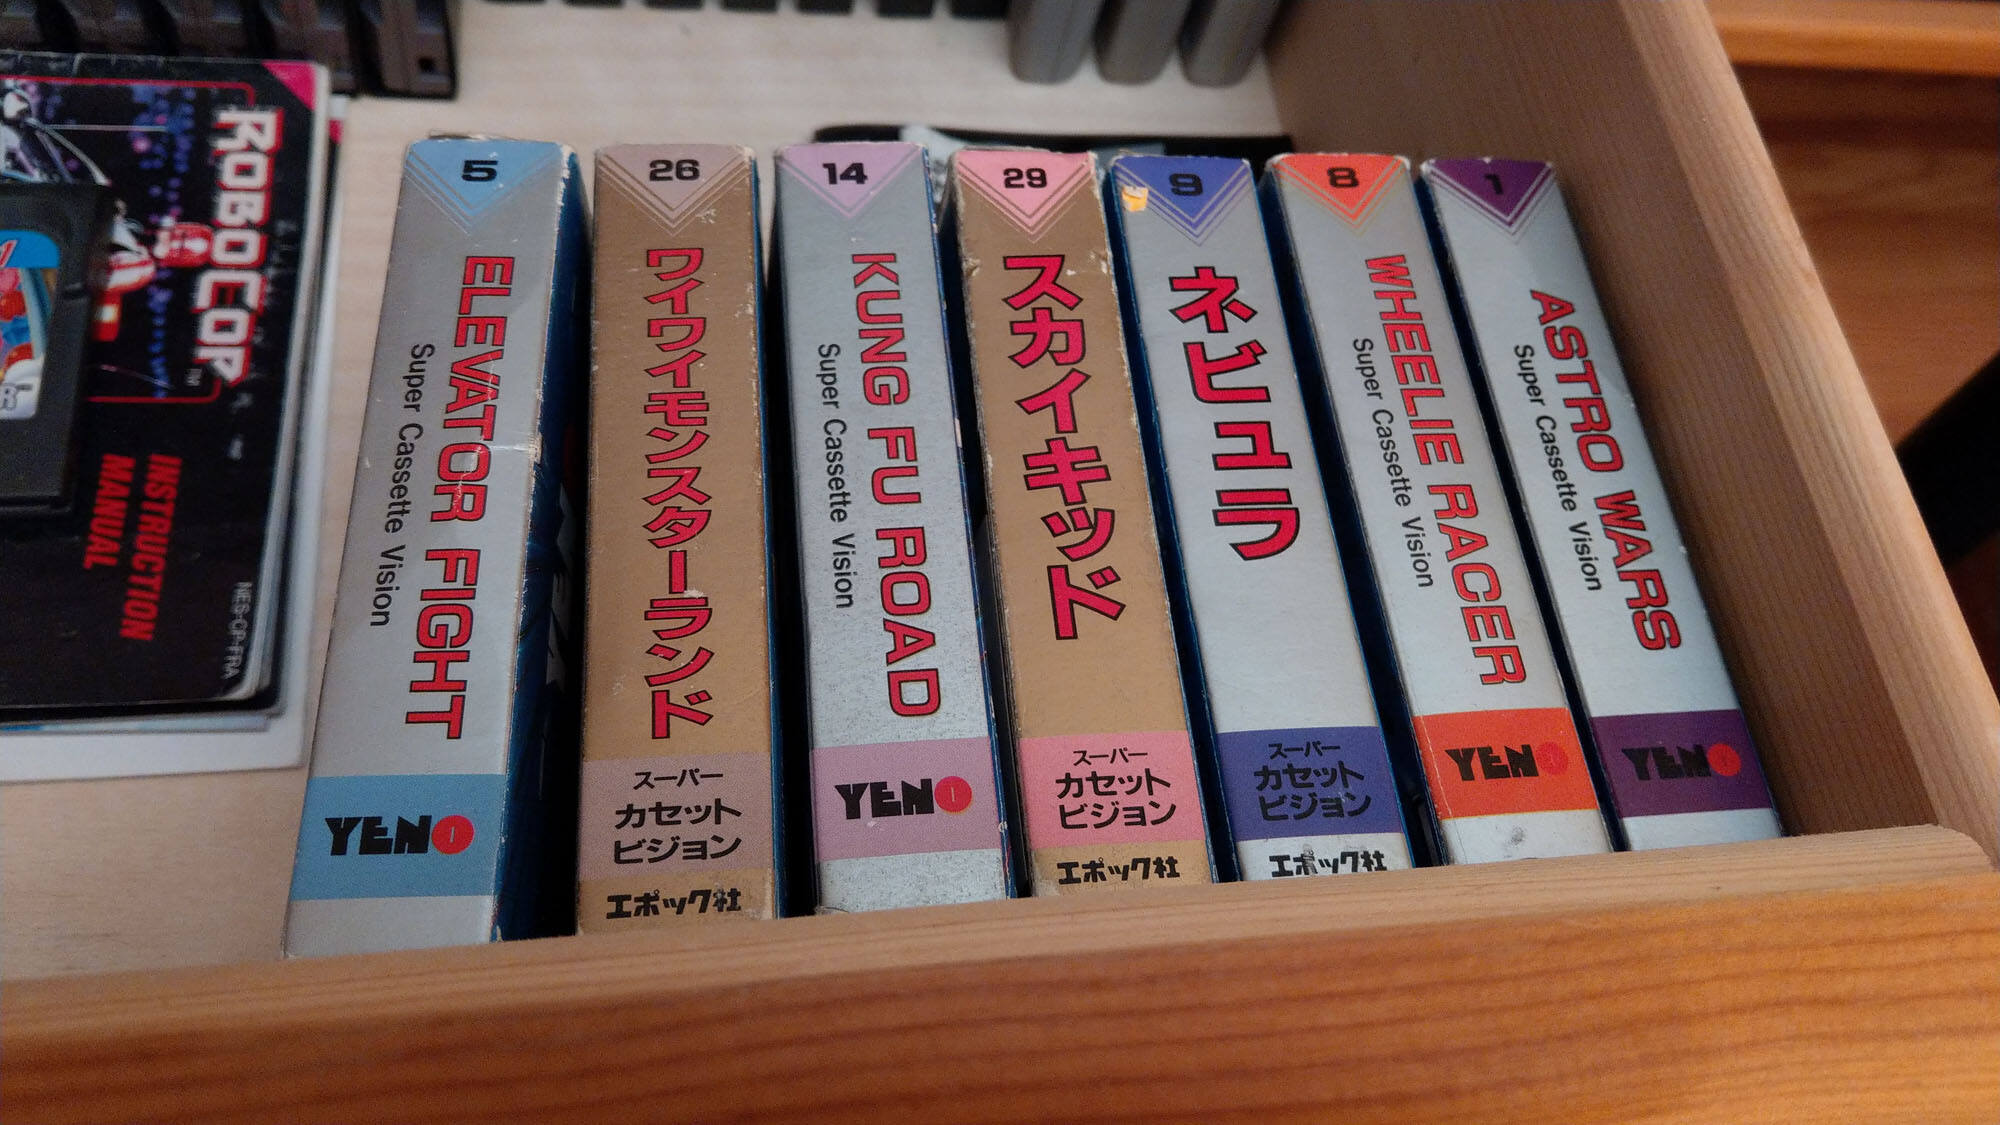 ROBOCOP
TM
INSTRUCTION
MANUAL
NES-CP-FRA
5
ELEVATOR FIGHT
Super Cassette Vision
YENO
26
ワイワイモンスターランド
スーパー
カセット
ビジョン
エポック社
14
KUNG FU ROAD
Super Cassette Vision
YENO
29
スカイキッド
スーパー
カセット
ビジョン
エポック社
9
ネビュラ
スーパー
カセット
ビジョン
エポック社
8
WHEELIE RACER
Super Cassette Vision
YENO
1
ASTRO WARS
Super Cassette Vision
YENO